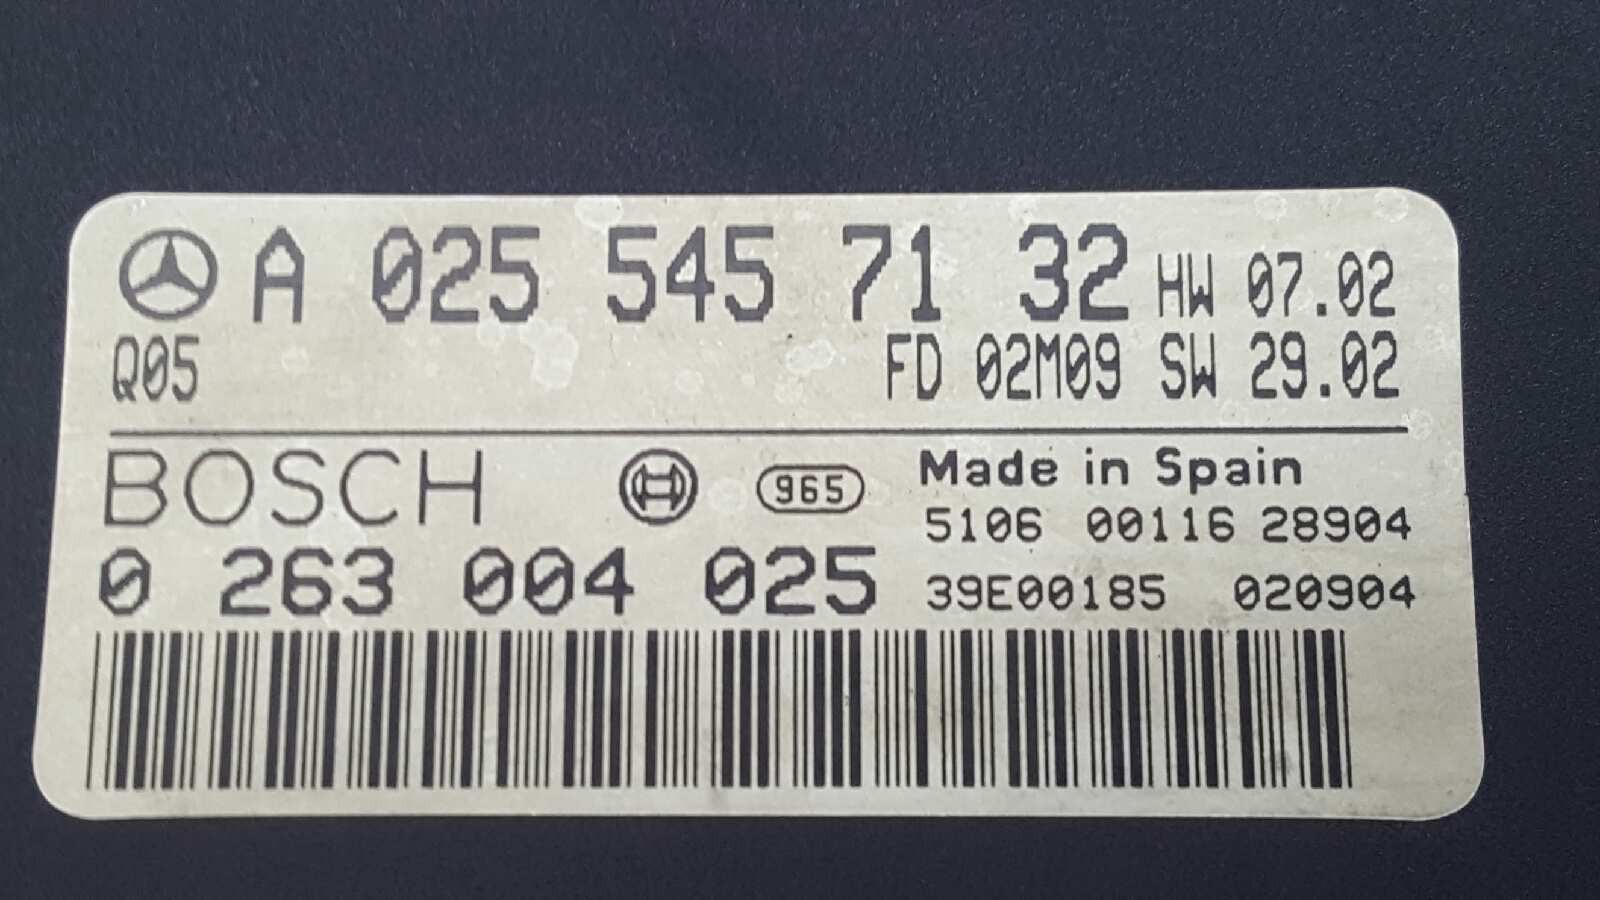 A 025 545 71 32 HW 07.02
Q05 FD 02M09 SW 29.02
BOSCH 965 Made in Spain
5106 00116 28904
0 263 004 025 39E00185 020904